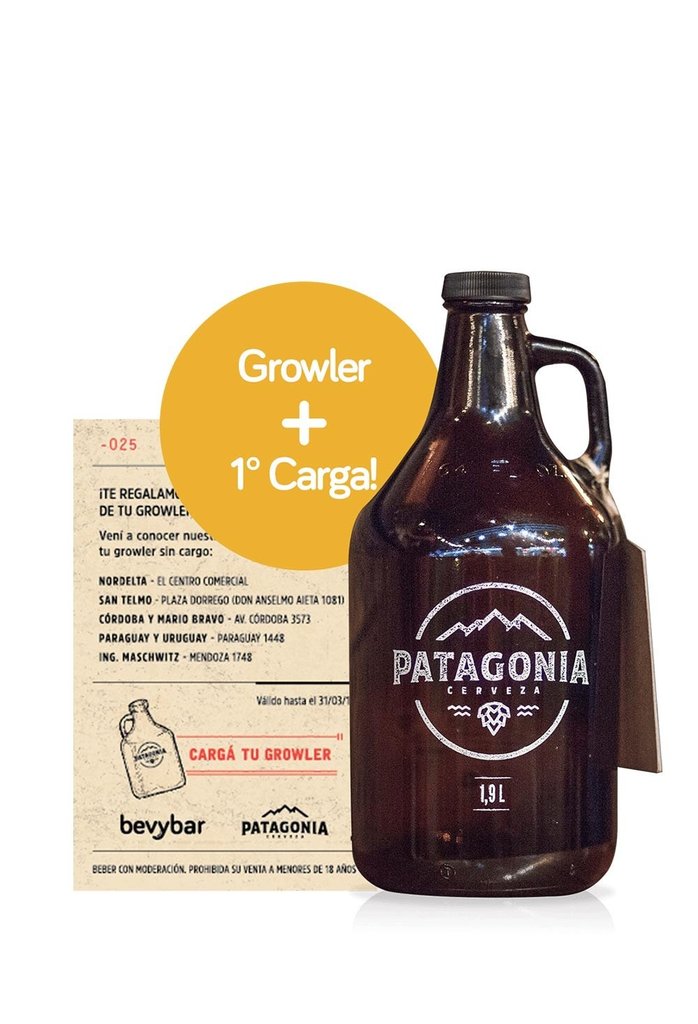 Growler
+
1° Carga!
-025
¡TE REGALAMO
DE TU GROWLER
Vení a conocer nuest
tu growler sin cargo:
NORDELTA - EL CENTRO COMERCIAL
SAN TELMO - PLAZA DORREGO (DON ANSELMO AIETA 1081)
CÓRDOBA Y MARIO BRAVO - AV. CÓRDOBA 3573
PARAGUAY Y URUGUAY - PARAGUAY 1448
ING. MASCHWITZ - MENDOZA 1748
Válido hasta el 31/03/1
PATAGONIA
CARGÁ TU GROWLER
bevybar
PATAGONIA
CERVEZA
BEBER CON MODERACIÓN. PROHIBIDA SU VENTA A MENORES DE 18 AÑOS
PATAGONIA
CERVEZA
1,9 L